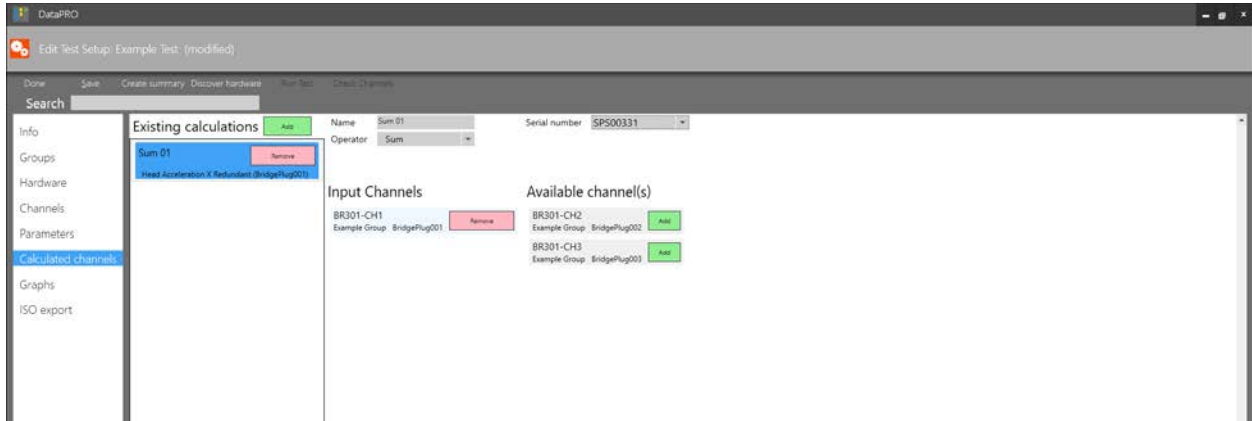 DataPRO
Edit Test Setup: Example Test (modified)
Done Save Create summary Discover hardware Run Test Check Channels
Search
Info
Groups
Hardware
Channels
Parameters
Calculated channels
Graphs
ISO export
Existing calculations Add
Sum 01 Remove
Head Acceleration X Redundant (BridgePlug001)
Name Sum 01 Serial number SPS00331
Operator Sum
Input Channels
BR301-CH1 Remove
Example Group BridgePlug001
Available channel(s)
BR301-CH2 Add
Example Group BridgePlug002
BR301-CH3 Add
Example Group BridgePlug003